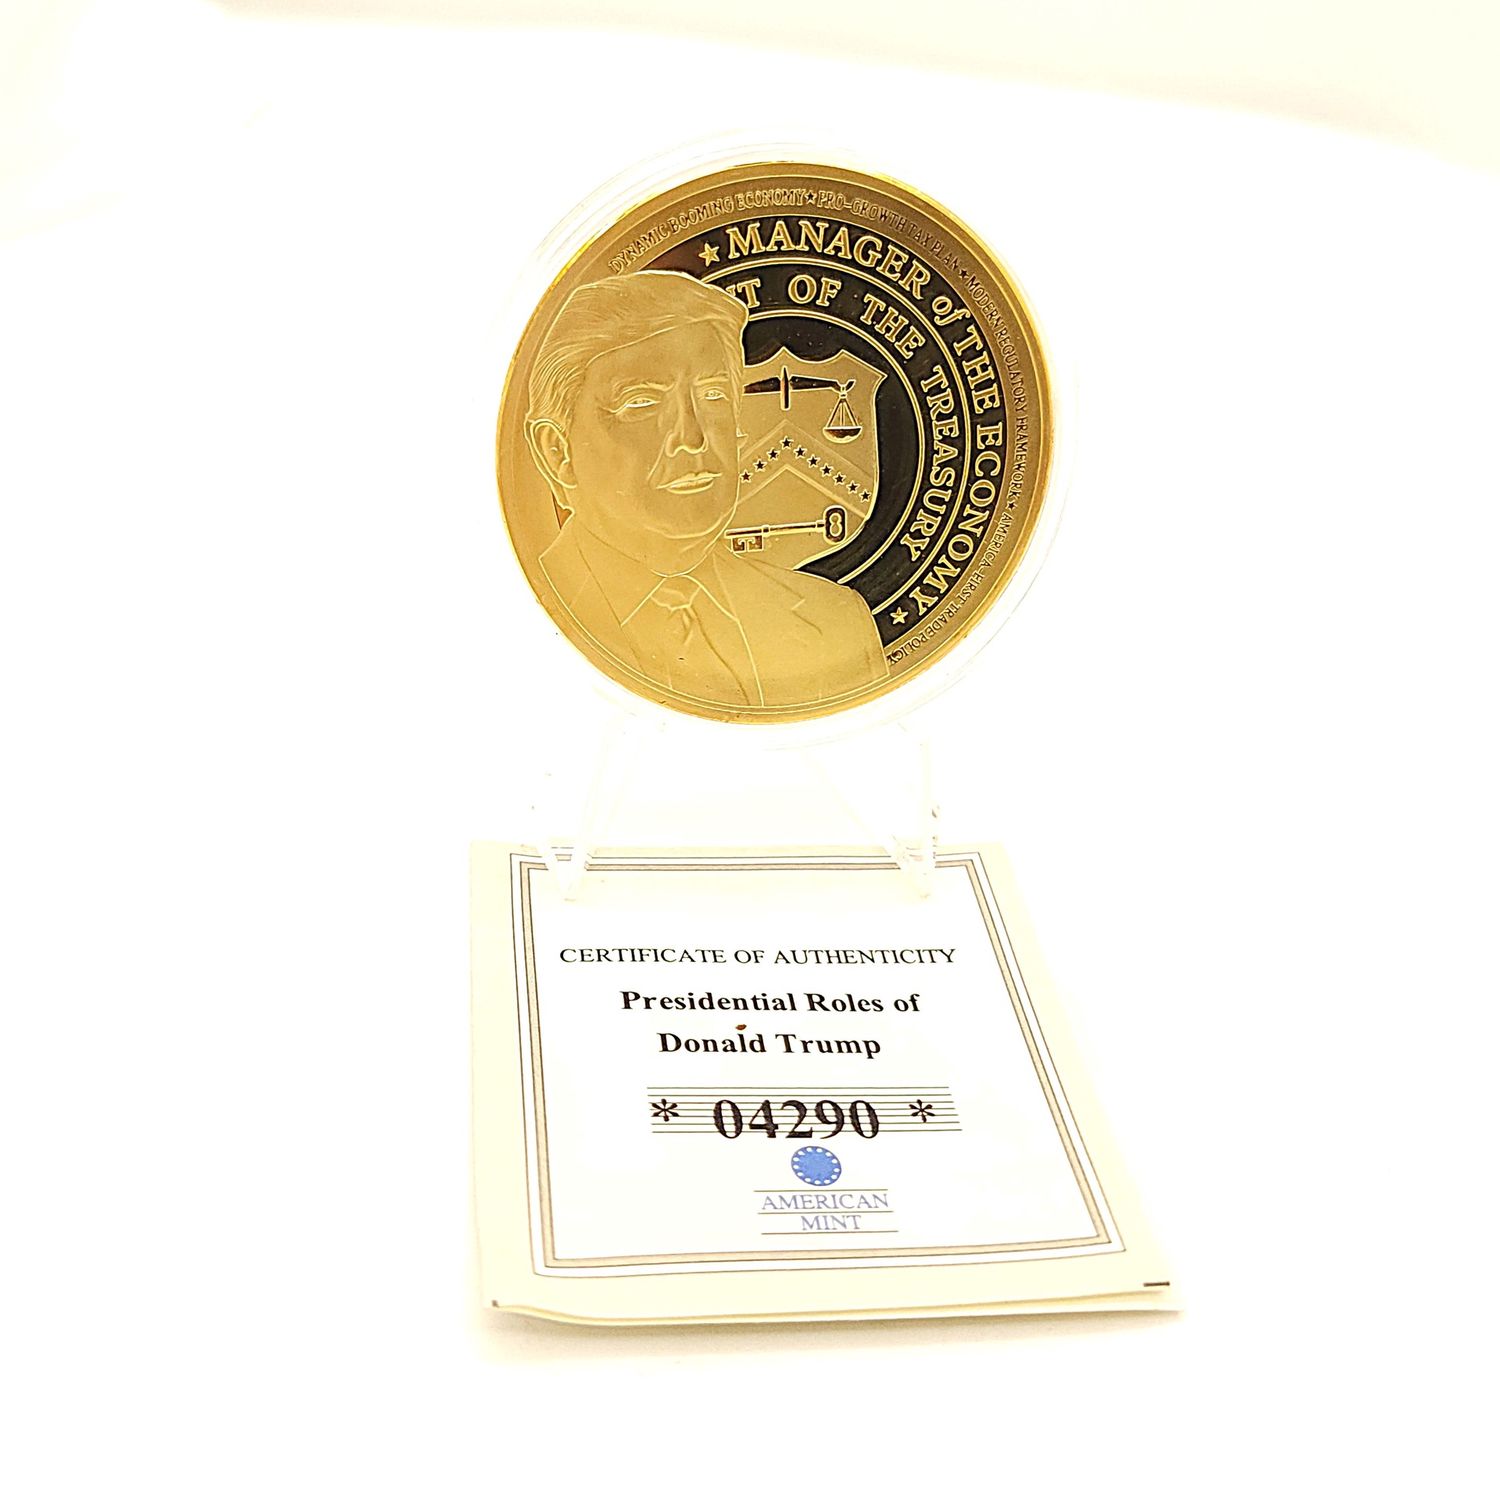 DYNAMIC BOOMING ECONOMY★PRO-GROWTH TAX PLAN★MODERN REGULATORY FRAMEWORK★AMERICA-FIRST TRADE POLICY
★ MANAGER of THE ECONOMY ★
NT OF THE TREASURY
CERTIFICATE OF AUTHENTICITY
Presidential Roles of
Donald Trump
* 04290 *
AMERICAN
MINT